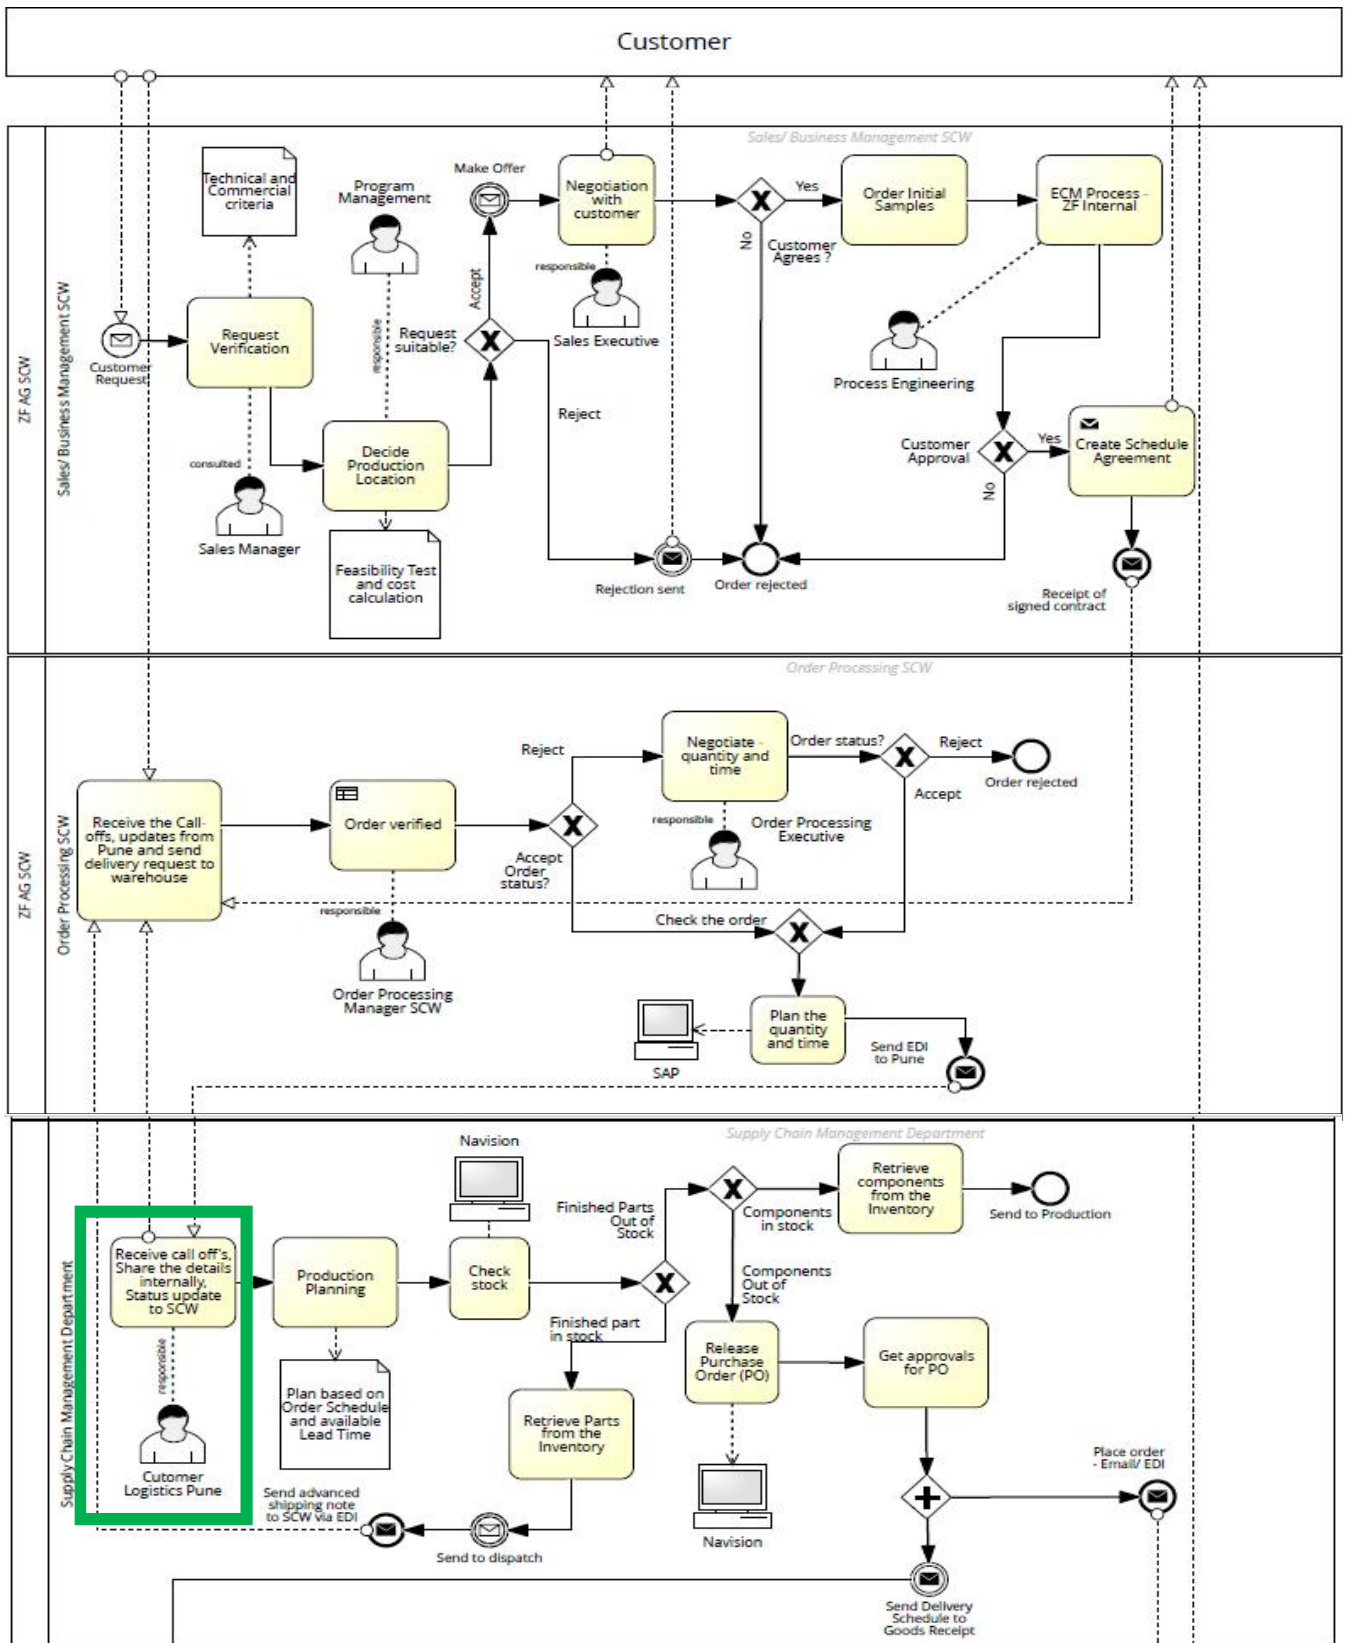 Customer
Sales/ Business Management SCW
ZF AG SCW
Sales/ Business Management SCW
Technical and
Commercial
criteria
Program
Management
Make Offer
Negotiation
with
customer
Yes
No
Customer
Agrees ?
Order Initial
Samples
ECM Process -
ZF Internal
responsible
Sales Executive
Accept
Request
suitable?
responsible
Customer
Request
Request
Verification
Process Engineering
Reject
Decide
Production
Location
consulted
Sales Manager
Customer
Approval
Yes
No
Create Schedule
Agreement
Feasibility Test
and cost
calculation
Rejection sent
Order rejected
Receipt of
signed contract
Order Processing SCW
ZF AG SCW
Order Processing SCW
Receive the Call-
offs, updates from
Pune and send
delivery request to
warehouse
Order verified
responsible
Order Processing
Manager SCW
Reject
Accept
Order
status?
Negotiate -
quantity and
time
Order status?
Reject
Order rejected
Accept
responsible
Order Processing
Executive
Check the order
Plan the
quantity
and time
SAP
Send EDI
to Pune
Supply Chain Management Department
Supply Chain Management Department
Navision
Receive call off's,
Share the details
internally,
Status update
to SCW
responsible
Cutomer
Logistics Pune
Production
Planning
Check
stock
Plan based on
Order Schedule
and available
Lead Time
Finished Parts
Out of
Stock
Finished part
in stock
Components
in stock
Retrieve
components
from the
Inventory
Send to Production
Components
Out of
Stock
Release
Purchase
Order (PO)
Get approvals
for PO
Retrieve Parts
from the
Inventory
Navision
Place order
- Email/ EDI
Send advanced
shipping note
to SCW via EDI
Send to dispatch
Send Delivery
Schedule to
Goods Receipt